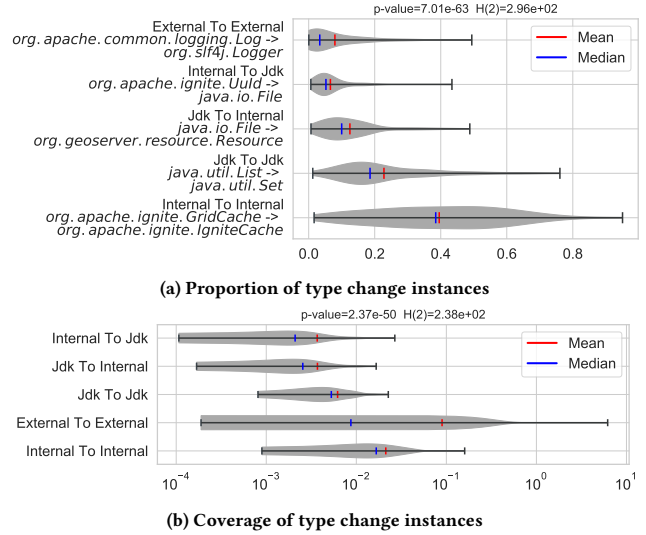 p-value=7.01e-63 H(2)=2.96e+02
External To External
org.apache.common.logging.Log ->
org.slf4j.Logger
Internal To Jdk
org.apache.ignite.UuId ->
java.io.File
Jdk To Internal
java.io.File ->
org.geoserver.resource.Resource
Jdk To Jdk
java.util.List ->
java.util.Set
Internal To Internal
org.apache.ignite.GridCache ->
org.apache.ignite.IgniteCache
Mean
Median
0.0 0.2 0.4 0.6 0.8
(a) Proportion of type change instances
p-value=2.37e-50 H(2)=2.38e+02
Internal To Jdk
Jdk To Internal
Jdk To Jdk
External To External
Internal To Internal
Mean
Median
10⁻⁴ 10⁻³ 10⁻² 10⁻¹ 10⁰ 10¹
(b) Coverage of type change instances